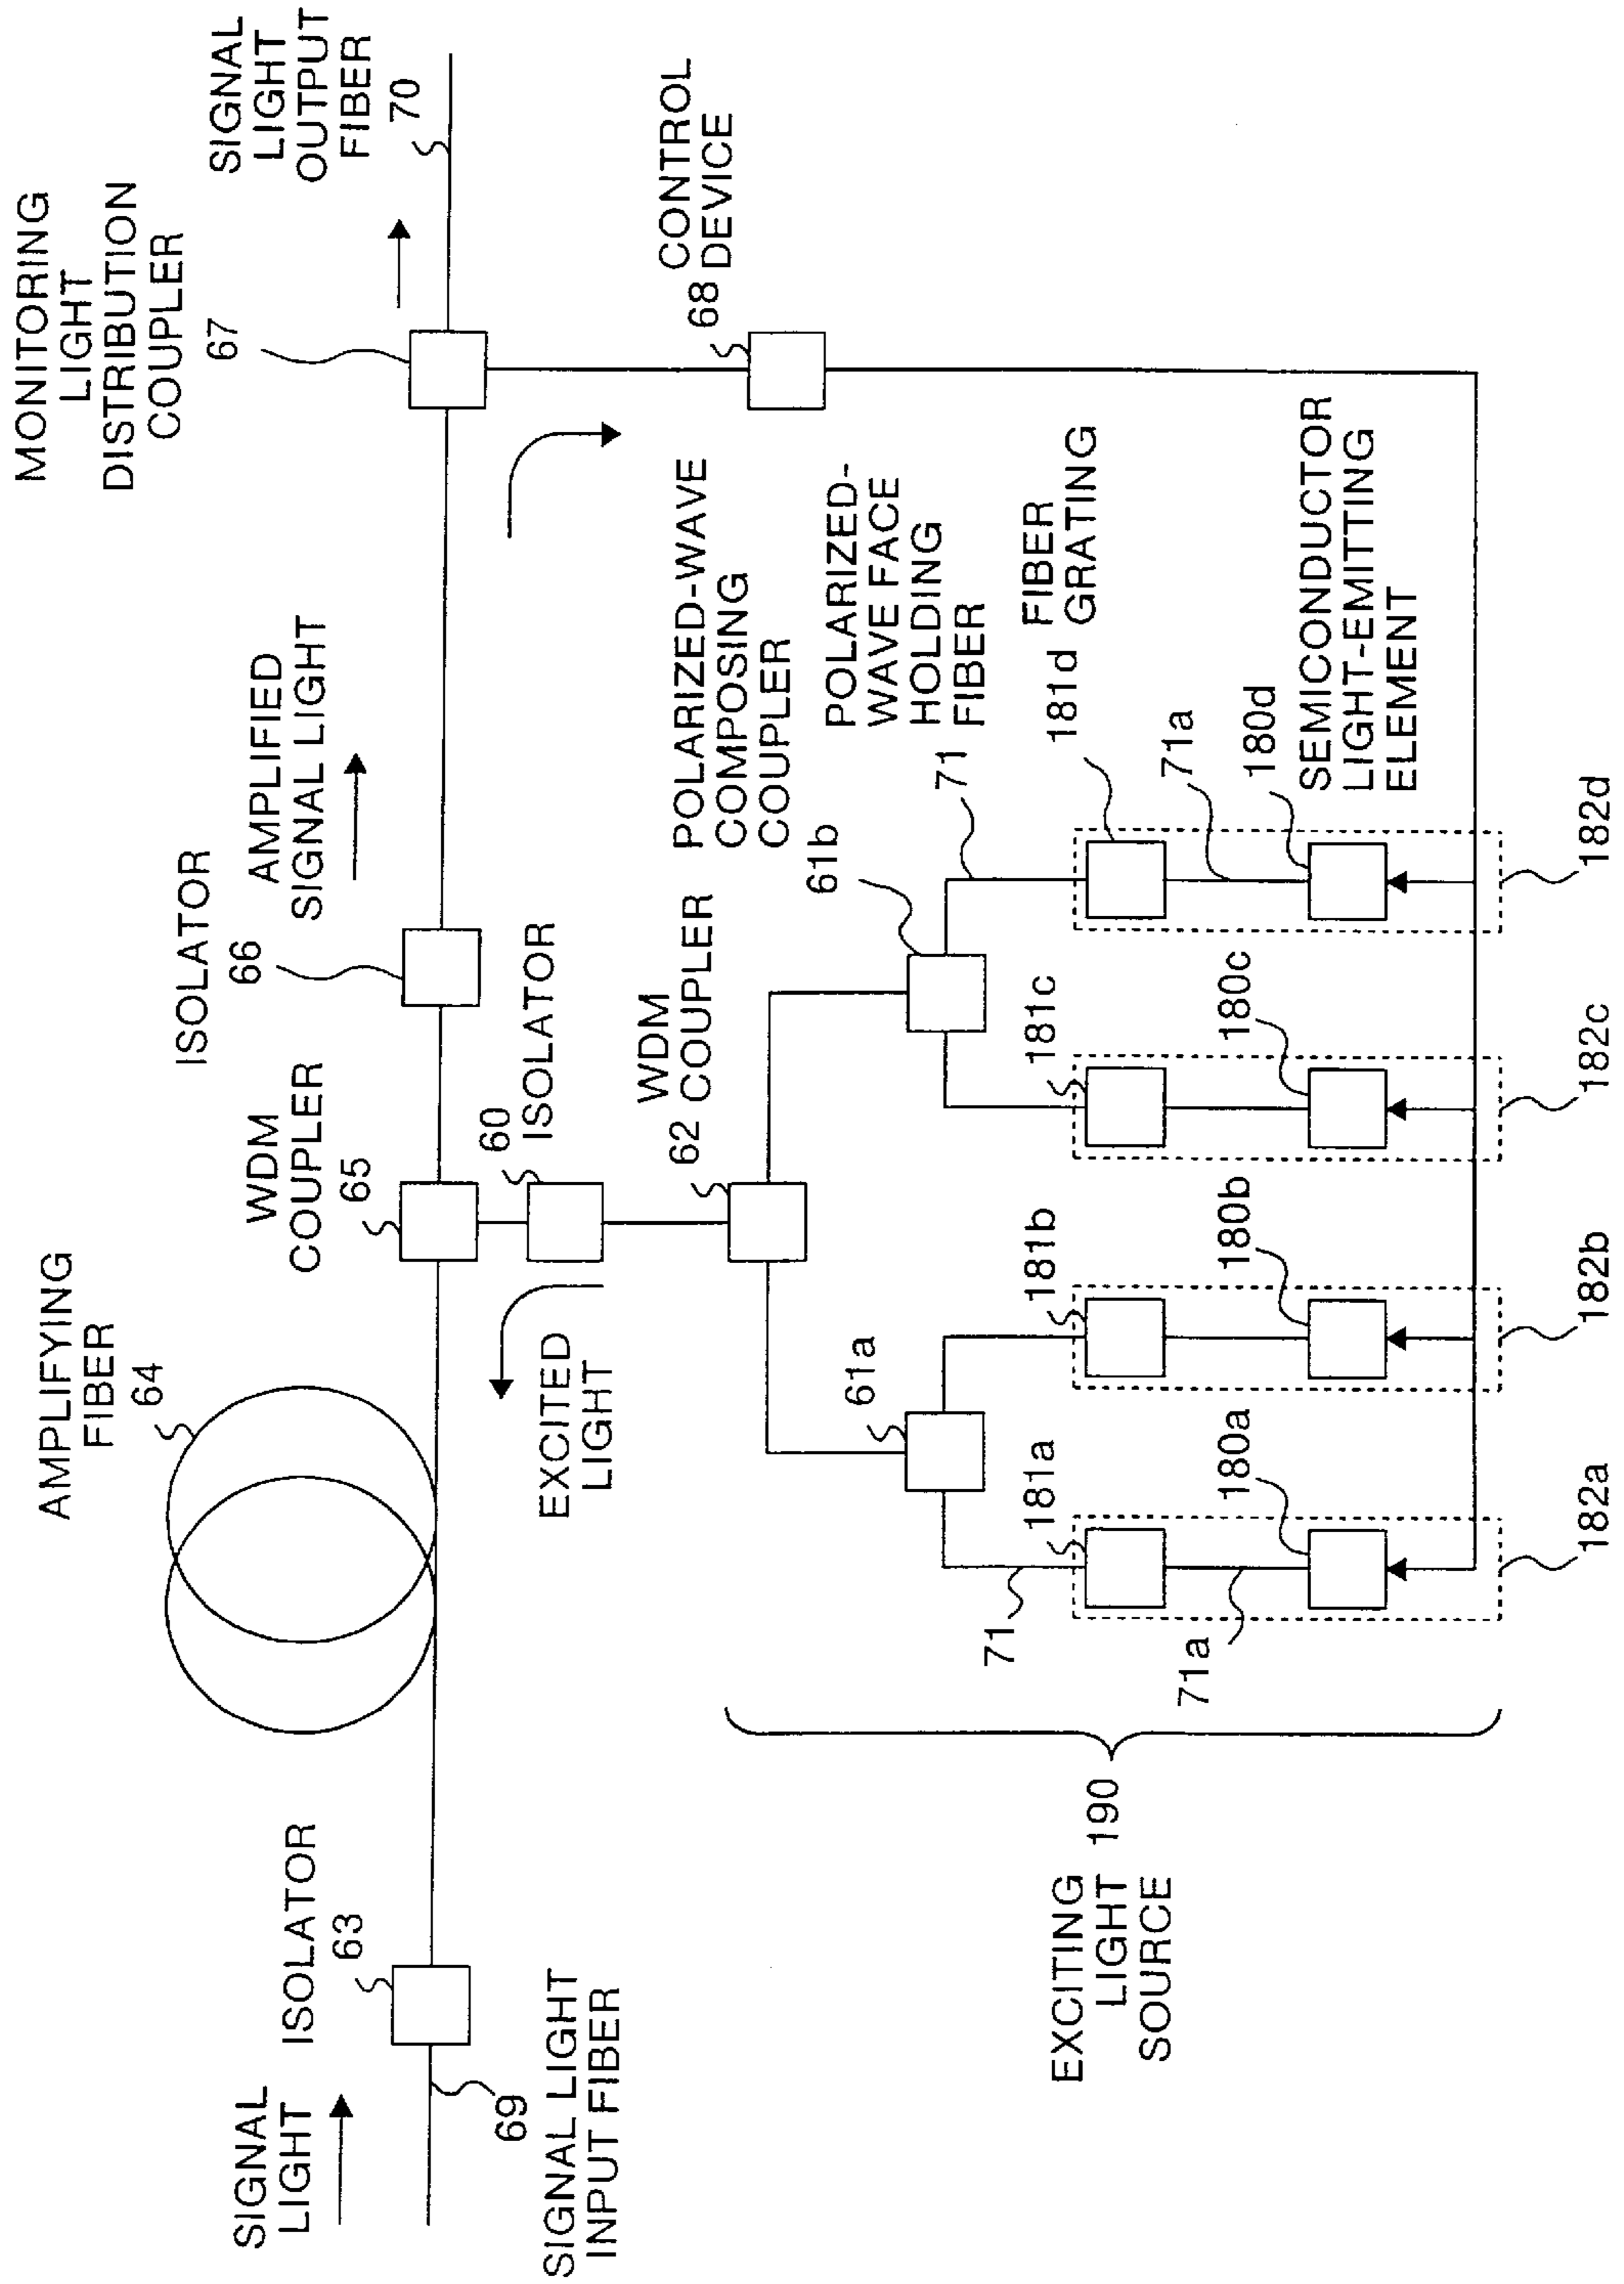 MONITORING
LIGHT
DISTRIBUTION
COUPLER
67
SIGNAL
LIGHT
OUTPUT
FIBER
70
AMPLIFYING
FIBER
64
WDM
COUPLER
65
ISOLATOR
66
AMPLIFIED
SIGNAL LIGHT
SIGNAL
LIGHT
ISOLATOR
63
69
SIGNAL LIGHT
INPUT FIBER
EXCITED
LIGHT
60
ISOLATOR
WDM
62 COUPLER
CONTROL
68 DEVICE
POLARIZED-WAVE
COMPOSING
COUPLER
61b
61a
POLARIZED-
WAVE FACE
HOLDING
FIBER
71
71
181a
181b
181c
181d
FIBER
GRATING
71a
71a
180a
180b
180c
180d
SEMICONDUCTOR
LIGHT-EMITTING
ELEMENT
EXCITING
LIGHT 190
SOURCE
182a
182b
182c
182d